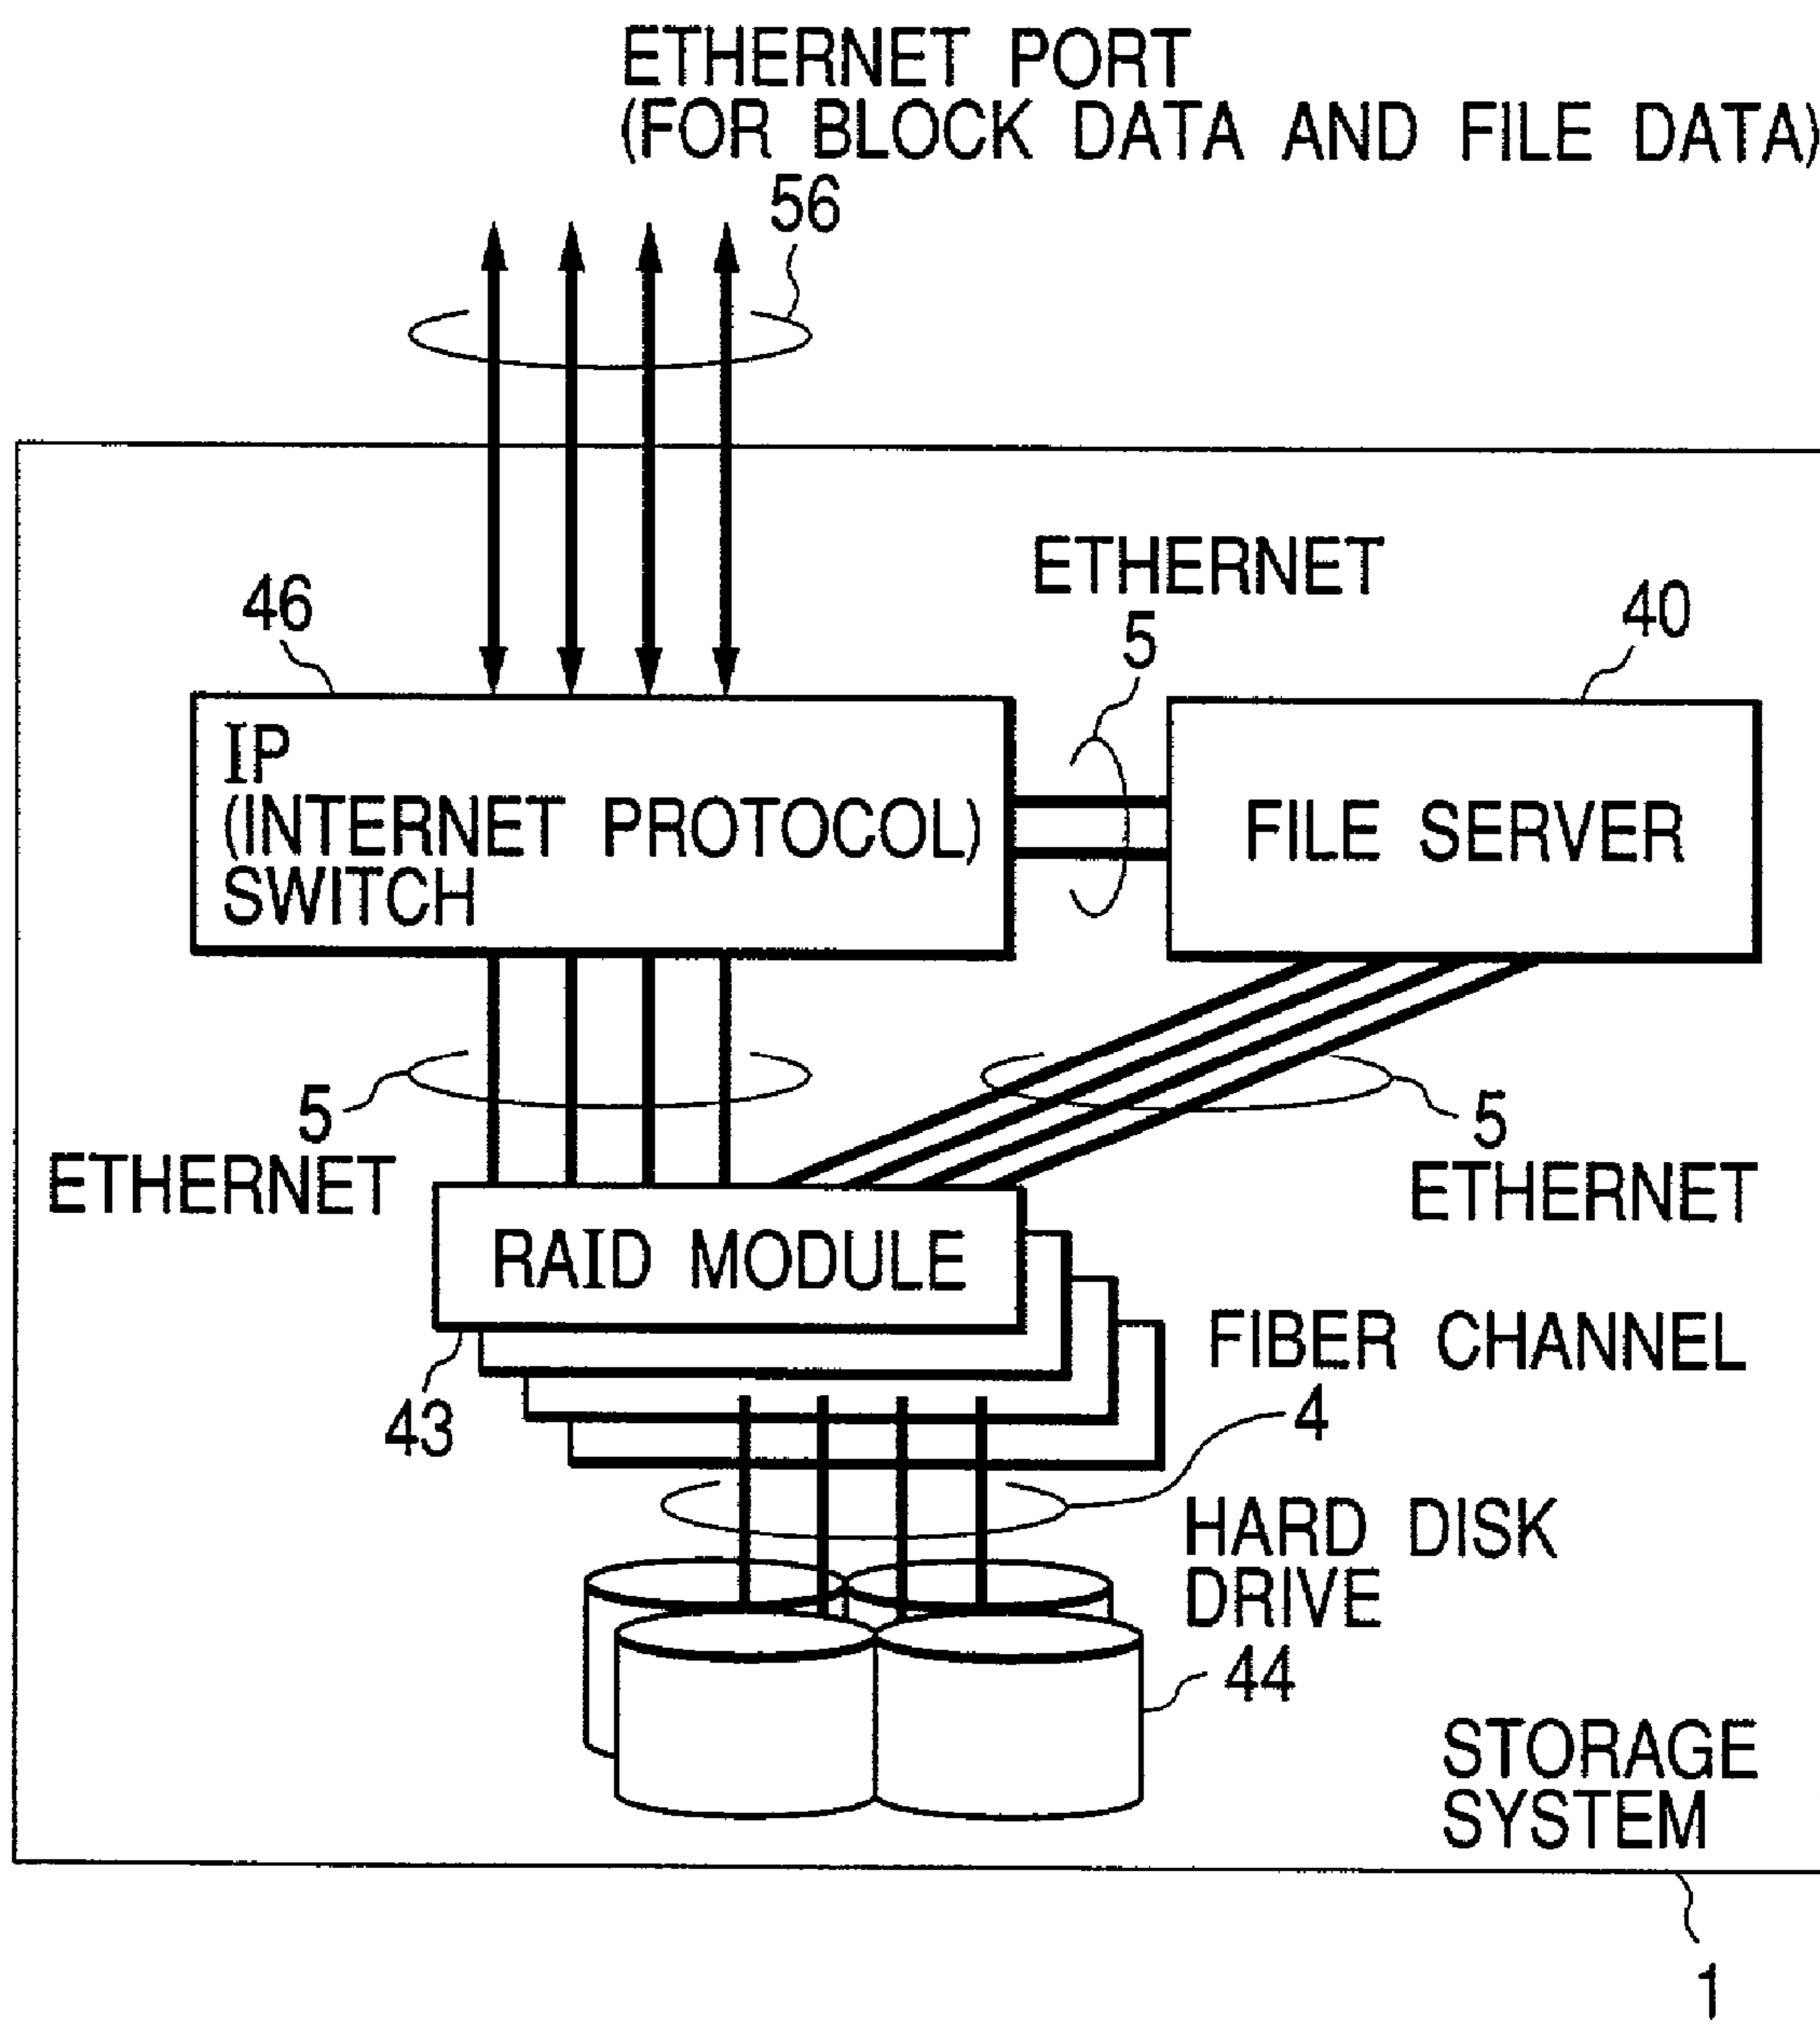 ETHERNET PORT
(FOR BLOCK DATA AND FILE DATA)
56
ETHERNET
5
46
40
IP
(INTERNET PROTOCOL)
SWITCH
FILE SERVER
5
ETHERNET
5
ETHERNET
RAID MODULE
43
FIBER CHANNEL
4
HARD DISK
DRIVE
44
STORAGE
SYSTEM
1